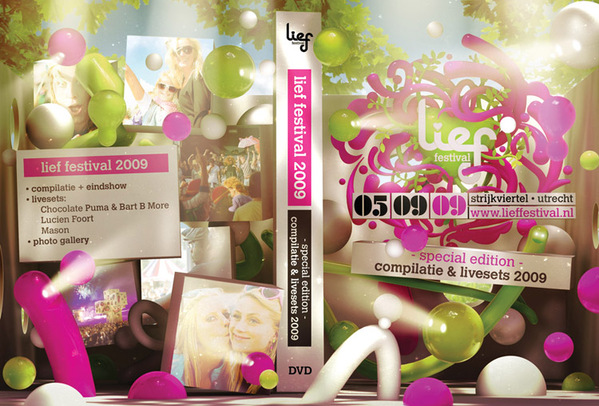 - lief festival 2009 -
• compilatie + eindshow
• livesets:
Chocolate Puma & Bart B More
Lucien Foort
Mason
• photo gallery
lief
festival
lief festival 2009
- special edition -
compilatie & livesets 2009
DVD
lief
festival
05 09 09
strijkviertel • utrecht
www.lieffestival.nl
- special edition -
compilatie & livesets 2009